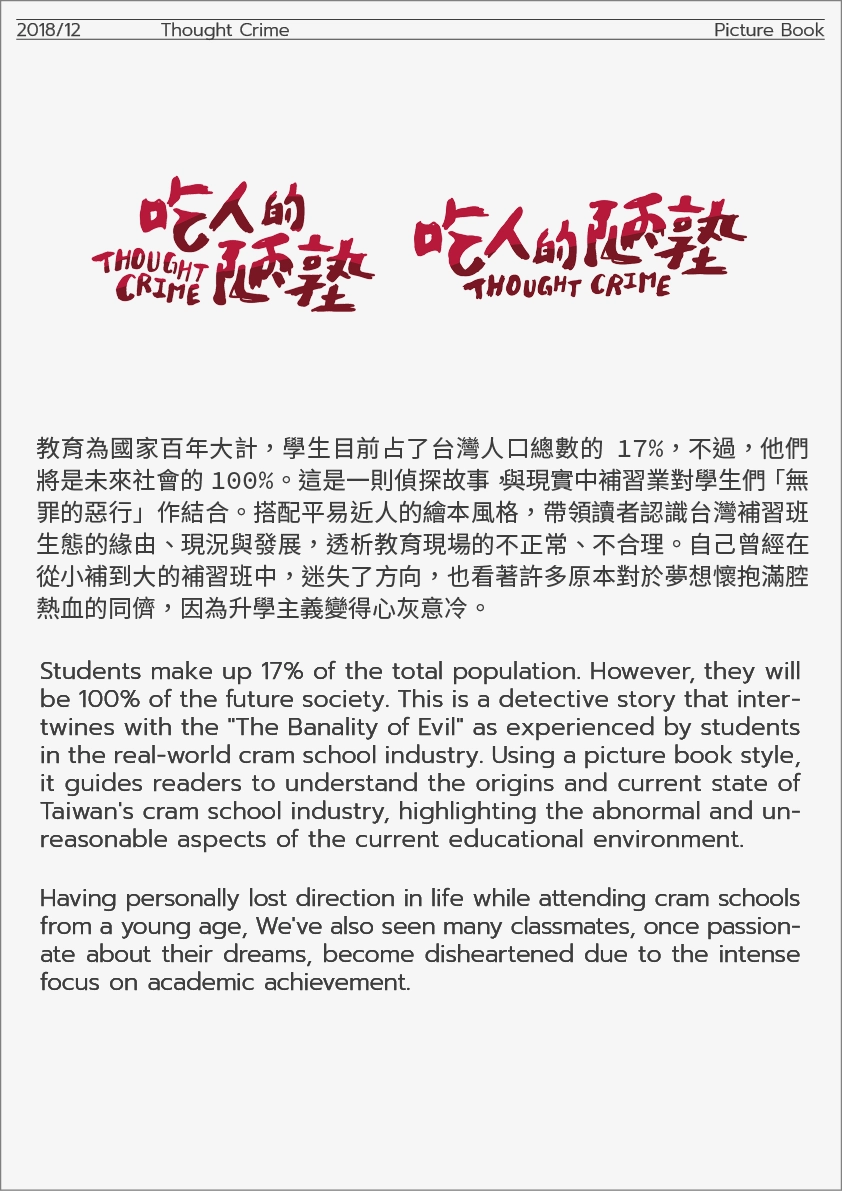 2018/12 Thought Crime Picture Book
吃人的
THOUGHT
CRIME
陋塾
吃人的陋塾
THOUGHT CRIME
教育為國家百年大計，學生目前占了台灣人口總數的 17%，不過，他們
將是未來社會的 100%。這是一則偵探故事，與現實中補習業對學生們「無
罪的惡行」作結合。搭配平易近人的繪本風格，帶領讀者認識台灣補習班
生態的緣由、現況與發展，透析教育現場的不正常、不合理。自己曾經在
從小補到大的補習班中，迷失了方向，也看著許多原本對於夢想懷抱滿腔
熱血的同儕，因為升學主義變得心灰意冷。
Students make up 17% of the total population. However, they will
be 100% of the future society. This is a detective story that inter-
twines with the "The Banality of Evil" as experienced by students
in the real-world cram school industry. Using a picture book style,
it guides readers to understand the origins and current state of
Taiwan's cram school industry, highlighting the abnormal and un-
reasonable aspects of the current educational environment.
Having personally lost direction in life while attending cram schools
from a young age, We've also seen many classmates, once passion-
ate about their dreams, become disheartened due to the intense
focus on academic achievement.